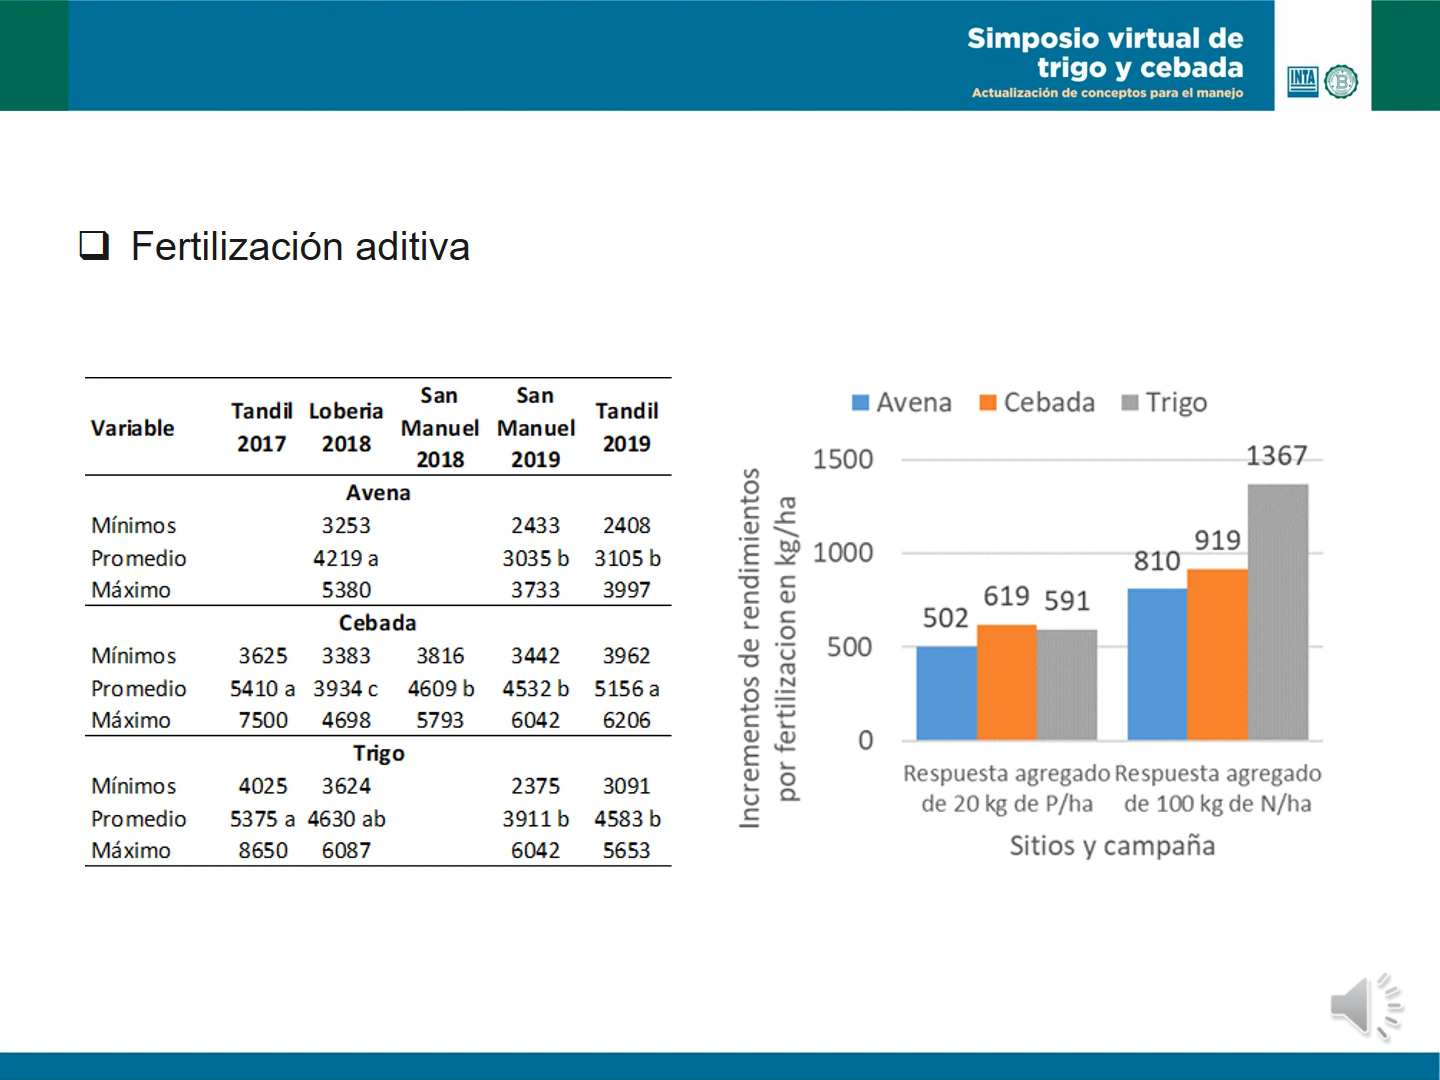 Simposio virtual de
trigo y cebada
Actualización de conceptos para el manejo
INTA
B
Fertilización aditiva
Variable Tandil 2017 Loberia 2018 San Manuel 2018 San Manuel 2019 Tandil 2019
Avena
Mínimos 3253 2433 2408
Promedio 4219 a 3035 b 3105 b
Máximo 5380 3733 3997
Cebada
Mínimos 3625 3383 3816 3442 3962
Promedio 5410 a 3934 c 4609 b 4532 b 5156 a
Máximo 7500 4698 5793 6042 6206
Trigo
Mínimos 4025 3624 2375 3091
Promedio 5375 a 4630 ab 3911 b 4583 b
Máximo 8650 6087 6042 5653
Avena Cebada Trigo
Incrementos de rendimientos
por fertilizacion en kg/ha
1500
1000
500
0
502 619 591
810 919 1367
Respuesta agregado
de 20 kg de P/ha
Respuesta agregado
de 100 kg de N/ha
Sitios y campaña